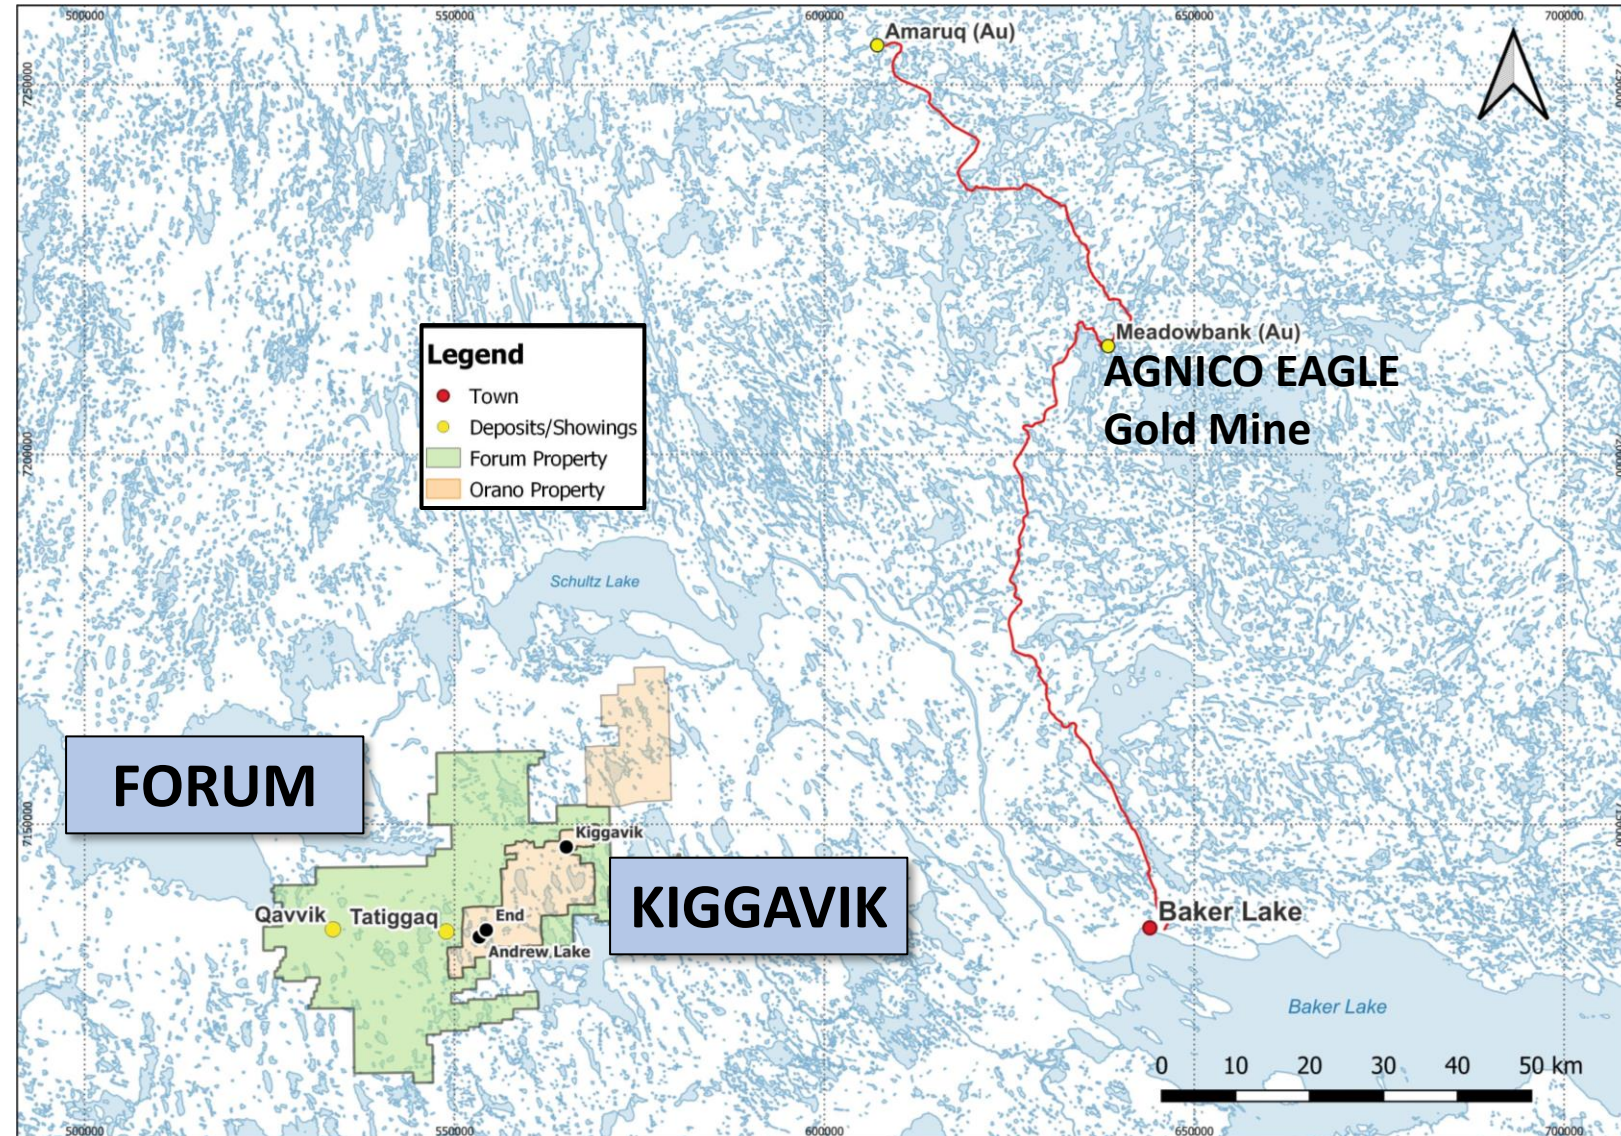 500000
550000
600000
650000
700000
Amaruq (Au)
7250000
Meadowbank (Au)
AGNICO EAGLE
Gold Mine
Legend
Town
Deposits/Showings
Forum Property
Orano Property
7200000
Schultz Lake
FORUM
7150000
Kiggavik
KIGGAVIK
Qavvik
Tatiggaq
End
Andrew Lake
Baker Lake
Baker Lake
0 10 20 30 40 50 km
500000
550000
600000
650000
700000